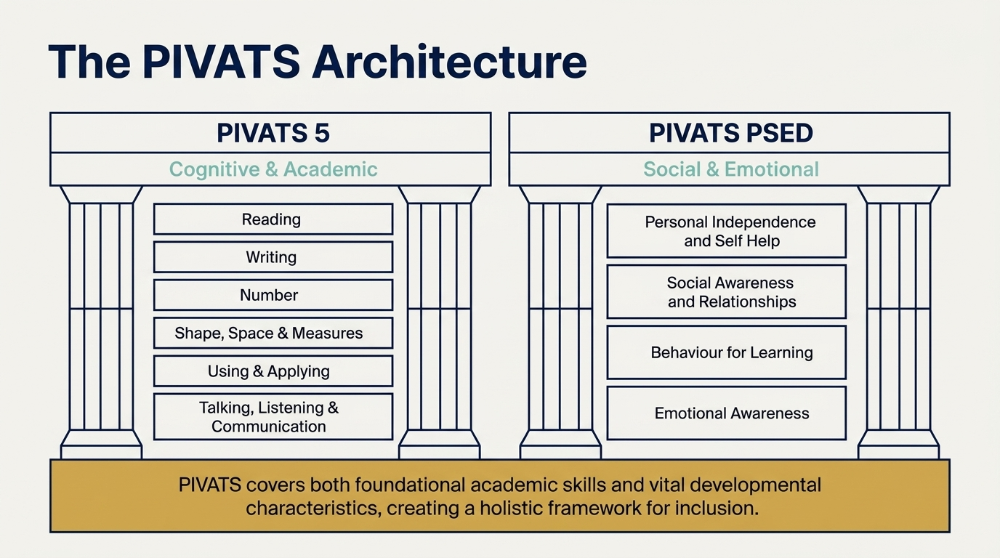 The PIVATS Architecture
PIVATS 5
Cognitive & Academic
Reading
Writing
Number
Shape, Space & Measures
Using & Applying
Talking, Listening &
Communication
PIVATS PSED
Social & Emotional
Personal Independence
and Self Help
Social Awareness
and Relationships
Behaviour for Learning
Emotional Awareness
PIVATS covers both foundational academic skills and vital developmental
characteristics, creating a holistic framework for inclusion.